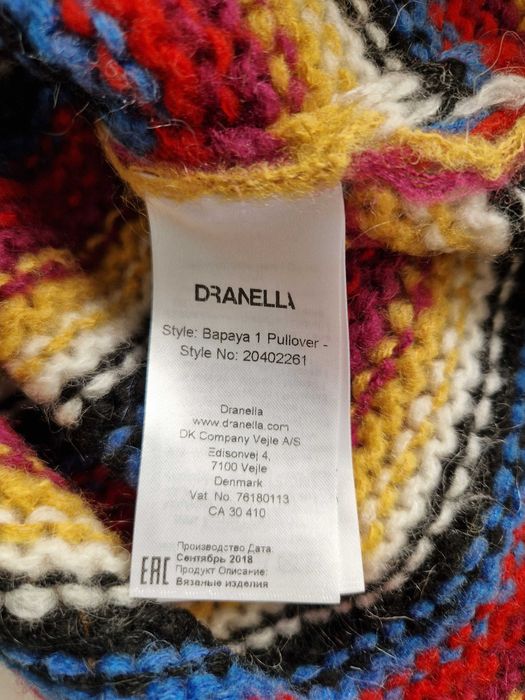 DRANELLA
Style: Bapaya 1 Pullover -
Style No: 20402261
Dranella
www.dranella.com
DK Company Vejle A/S
Edisonvej 4,
7100 Vejle
Denmark
Vat. No. 76180113
CA 30 410
Производство Дата:
Сентябрь 2018
Продукт Описание:
Вязаные изделия
EAC